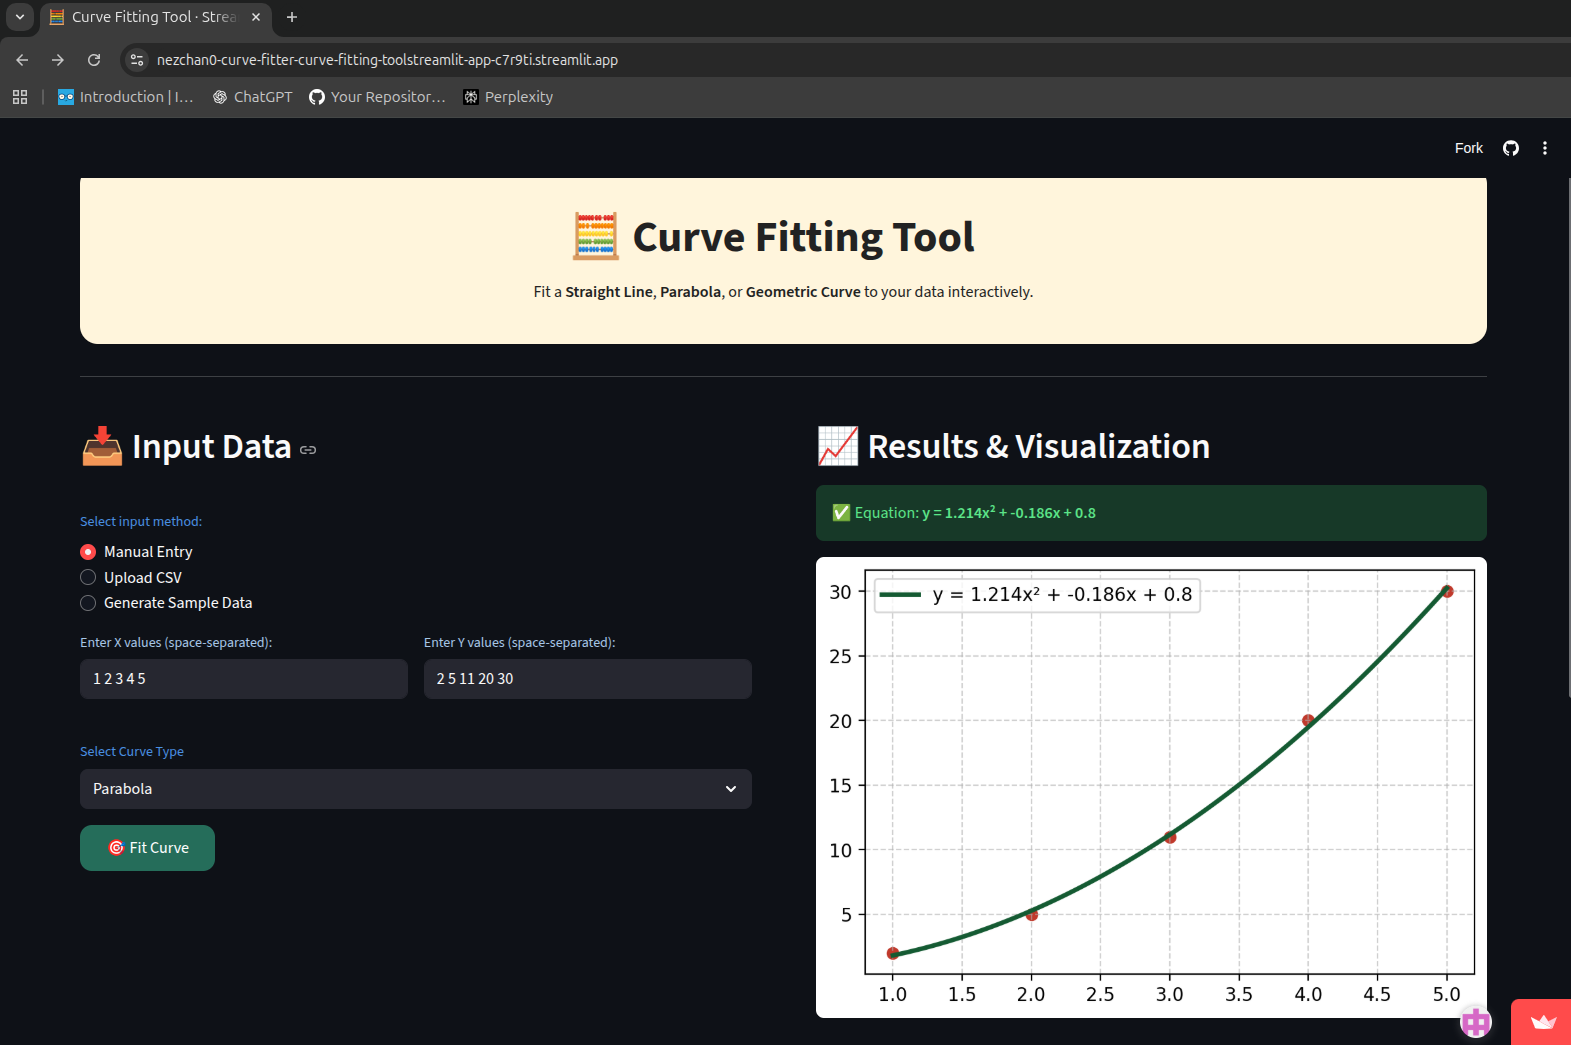 Curve Fitting Tool · Strea
nezchan0-curve-fitter-curve-fitting-toolstreamlit-app-c7r9ti.streamlit.app
Introduction | I... ChatGPT Your Repositor... Perplexity
Fork
Curve Fitting Tool
Fit a Straight Line, Parabola, or Geometric Curve to your data interactively.
Input Data
Select input method:
Manual Entry
Upload CSV
Generate Sample Data
Enter X values (space-separated):
1 2 3 4 5
Enter Y values (space-separated):
2 5 11 20 30
Select Curve Type
Parabola
Fit Curve
Results & Visualization
Equation: y = 1.214x² + -0.186x + 0.8
y = 1.214x² + -0.186x + 0.8
30
25
20
15
10
5
1.0 1.5 2.0 2.5 3.0 3.5 4.0 4.5 5.0